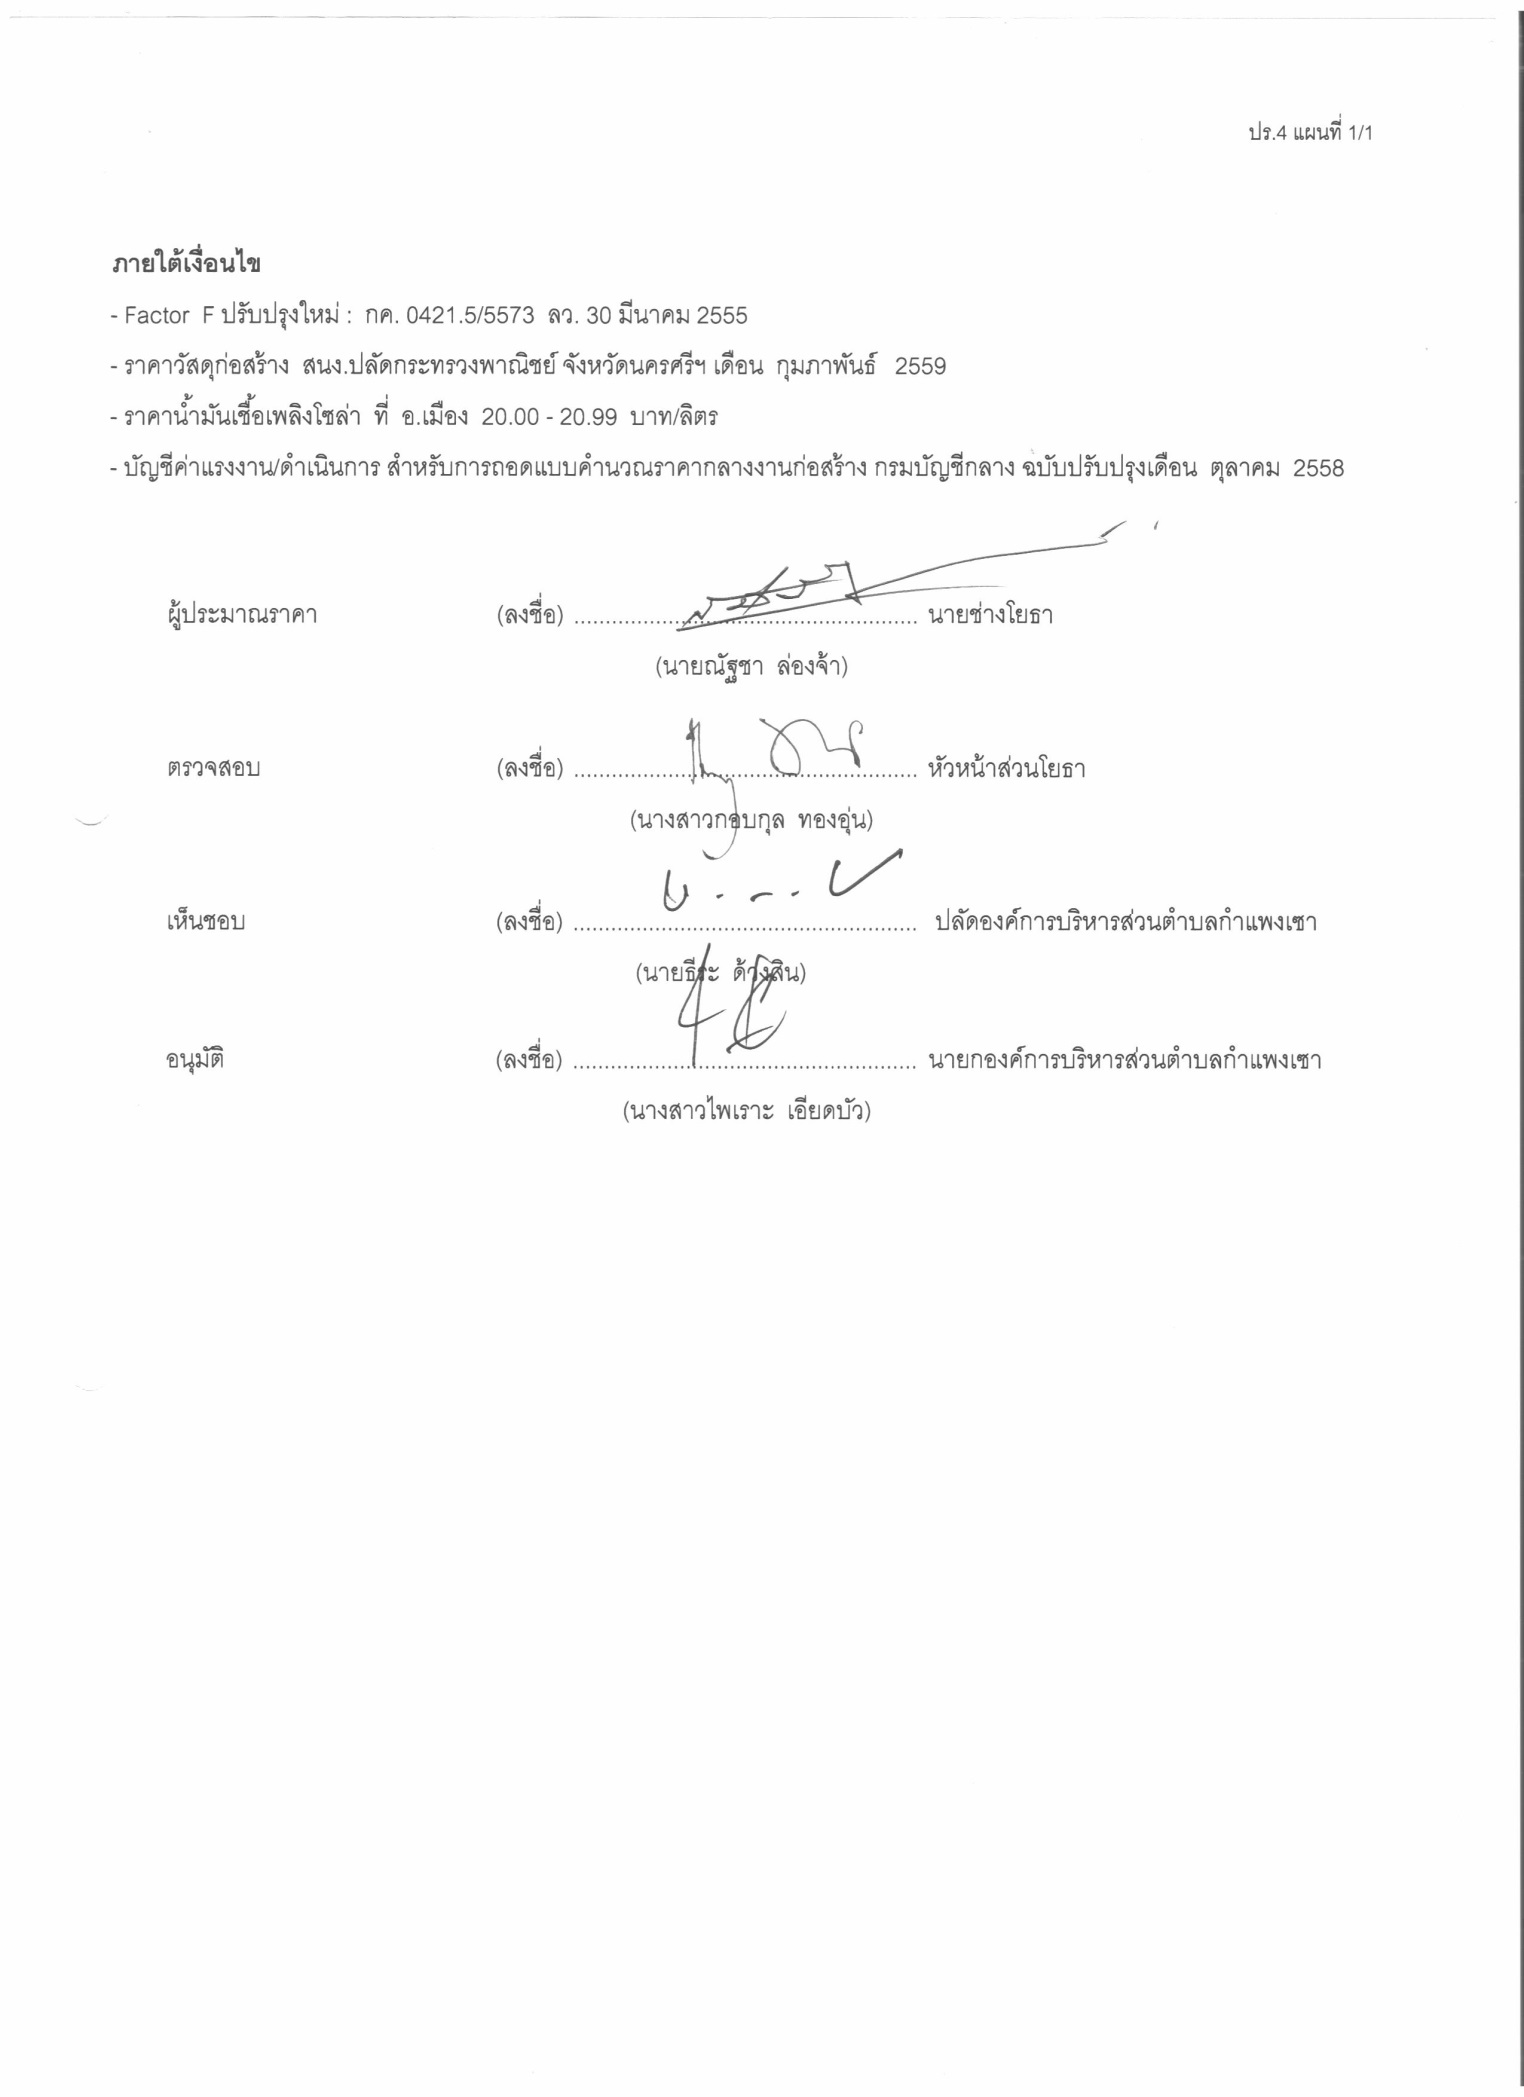 ปร.4 แผ่นที่ 1/1
ภายใต้เงื่อนไข
- Factor F ปรับปรุงใหม่ : กค. 0421.5/5573 ลว. 30 มีนาคม 2555
- ราคาวัสดุก่อสร้าง สนง.ปลัดกระทรวงพาณิชย์ จังหวัดนครศรีฯ เดือน กุมภาพันธ์ 2559
- ราคาน้ำมันเชื้อเพลิงโซล่า ที่ อ.เมือง 20.00 - 20.99 บาท/ลิตร
- บัญชีค่าแรงงาน/ดำเนินการ สำหรับการถอดแบบคำนวณราคากลางงานก่อสร้าง กรมบัญชีกลาง ฉบับปรับปรุงเดือน ตุลาคม 2558
ผู้ประมาณราคา (ลงชื่อ) ........................................................ นายช่างโยธา
(นายณัฐชา ล่องจ้า)
ตรวจสอบ (ลงชื่อ) ........................................................ หัวหน้าส่วนโยธา
(นางสาวกอบกุล ทองอุ่น)
เห็นชอบ (ลงชื่อ) ........................................................ ปลัดองค์การบริหารส่วนตำบลกำแพงเซา
(นายธีระ ด้วงสิน)
อนุมัติ (ลงชื่อ) ........................................................ นายกองค์การบริหารส่วนตำบลกำแพงเซา
(นางสาวไพเราะ เอียดบัว)